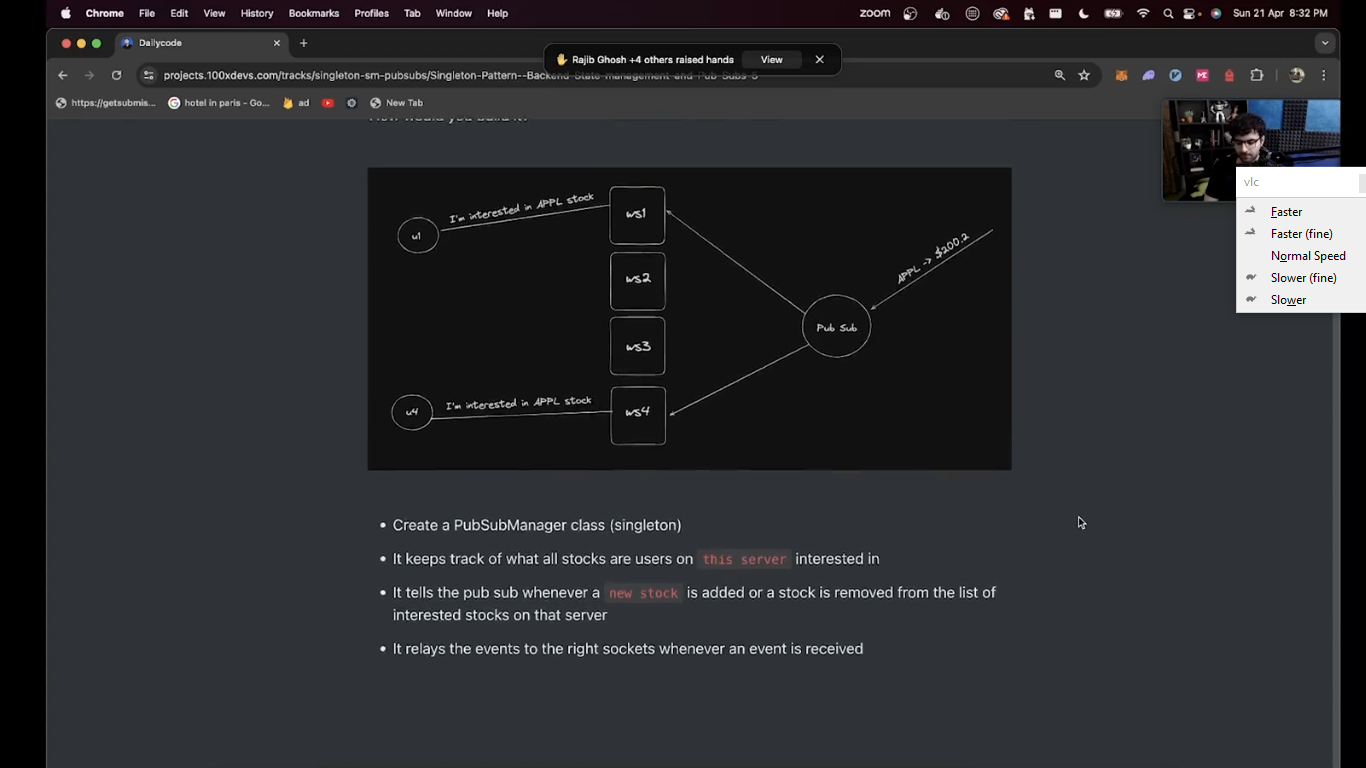 Chrome File Edit View History Bookmarks Profiles Tab Window Help zoom Sun 21 Apr 8:32 PM
Dailycode
Rajib Ghosh +4 others raised hands View
projects.100xdevs.com/tracks/singleton-sm-pubsubs/Singleton-Pattern--Backend-State-management-and-Pub-Subs-5
https://getsubmis... hotel in paris - Go... ad New Tab
How would you build it?
vlc
Faster
Faster (fine)
Normal Speed
Slower (fine)
Slower
u1
I'm interested in APPL stock
ws1
ws2
ws3
ws4
u4
I'm interested in APPL stock
Pub Sub
APPL -> $200.2
• Create a PubSubManager class (singleton)
• It keeps track of what all stocks are users on this server interested in
• It tells the pub sub whenever a new stock is added or a stock is removed from the list of
interested stocks on that server
• It relays the events to the right sockets whenever an event is received